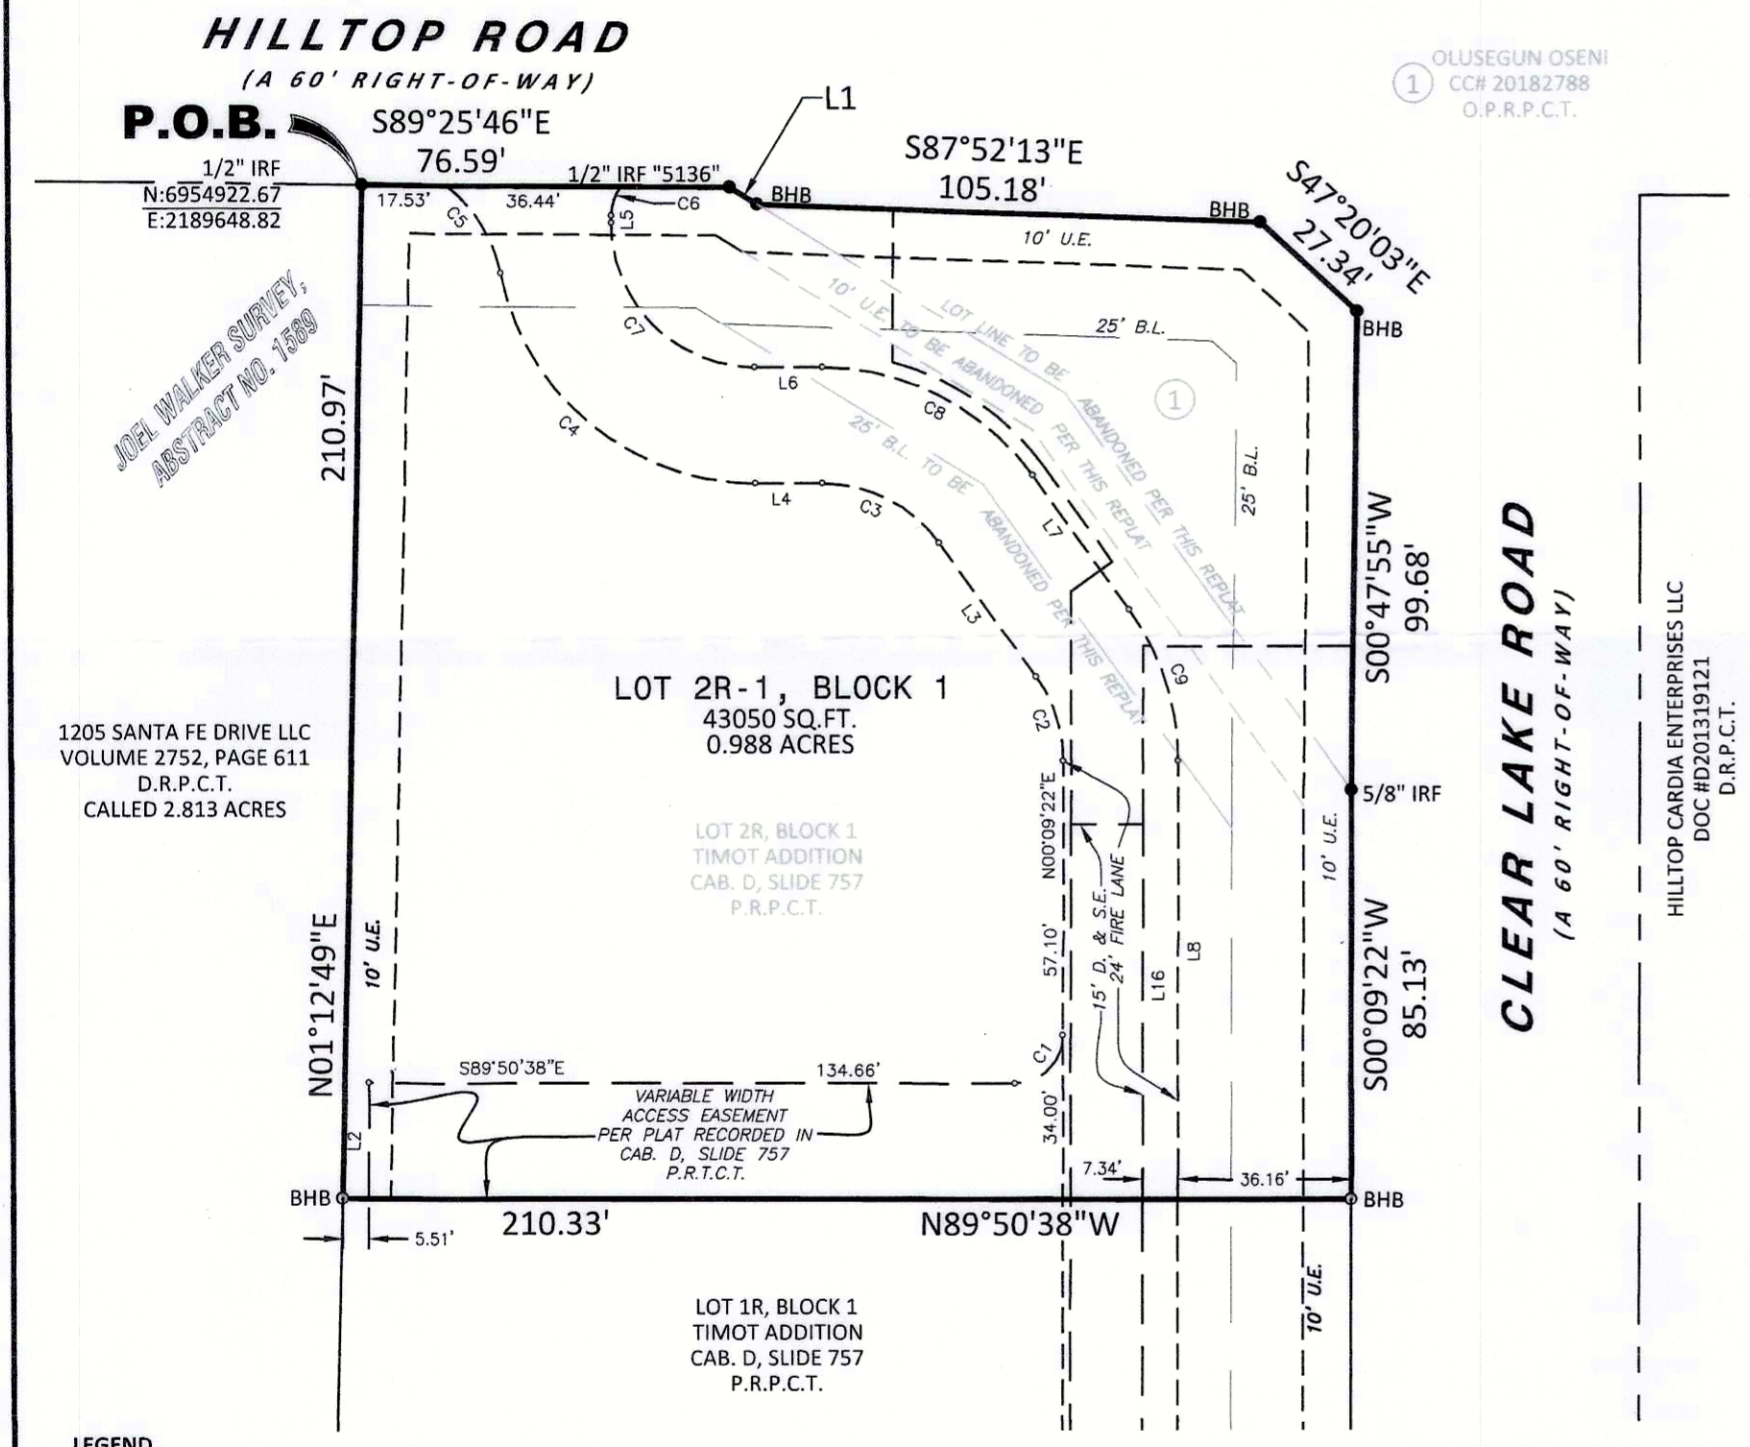 HILLTOP ROAD
(A 60' RIGHT-OF-WAY)
P.O.B.
1/2" IRF
N:6954922.67
E:2189648.82
S89°25'46"E
76.59'
17.53'
36.44'
1/2" IRF "5136"
L1
BHB
S87°52'13"E
105.18'
BHB
S47°20'03"E
27.34'
BHB
OLUSEGUN OSENI
1
CC# 20182788
O.P.R.P.C.T.
C5
L5
C6
10' U.E.
JOEL WALKER SURVEY,
ABSTRACT NO. 1589
210.97'
N01°12'49"E
C7
L6
C8
C4
L4
C3
L7
L3
C2
C9
10' U.E. TO BE ABANDONED PER THIS REPLAT
LOT LINE TO BE ABANDONED PER THIS REPLAT
25' B.L. TO BE ABANDONED PER THIS REPLAT
25' B.L.
1
25' B.L.
S00°47'55"W
99.68'
CLEAR LAKE ROAD
(A 60' RIGHT-OF-WAY)
HILLTOP CARDIA ENTERPRISES LLC
DOC #D201319121
D.R.P.C.T.
LOT 2R-1, BLOCK 1
43050 SQ.FT.
0.988 ACRES
1205 SANTA FE DRIVE LLC
VOLUME 2752, PAGE 611
D.R.P.C.T.
CALLED 2.813 ACRES
LOT 2R, BLOCK 1
TIMOT ADDITION
CAB. D, SLIDE 757
P.R.P.C.T.
5/8" IRF
N00°09'22"E
57.10'
15' D. & S.E.
24' FIRE LANE
L16
L8
10' U.E.
S00°09'22"W
85.13'
10' U.E.
L2
S89°50'38"E
134.66'
C7
34.00'
VARIABLE WIDTH
ACCESS EASEMENT
PER PLAT RECORDED IN
CAB. D, SLIDE 757
P.R.T.C.T.
7.34'
36.16'
BHB
BHB
5.51'
210.33'
N89°50'38"W
10' U.E.
LOT 1R, BLOCK 1
TIMOT ADDITION
CAB. D, SLIDE 757
P.R.P.C.T.
LEGEND